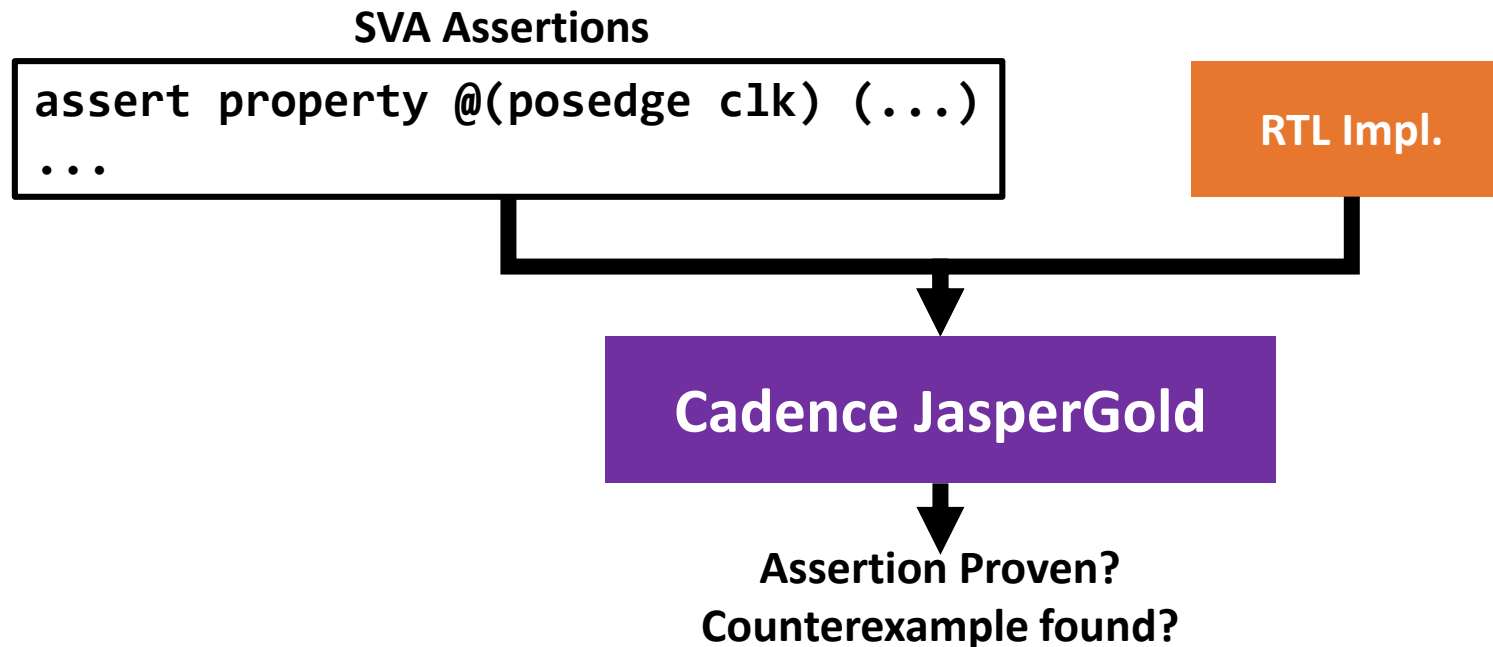 SVA Assertions
assert property @(posedge clk) (...)
...
RTL Impl.
Cadence JasperGold
Assertion Proven?
Counterexample found?